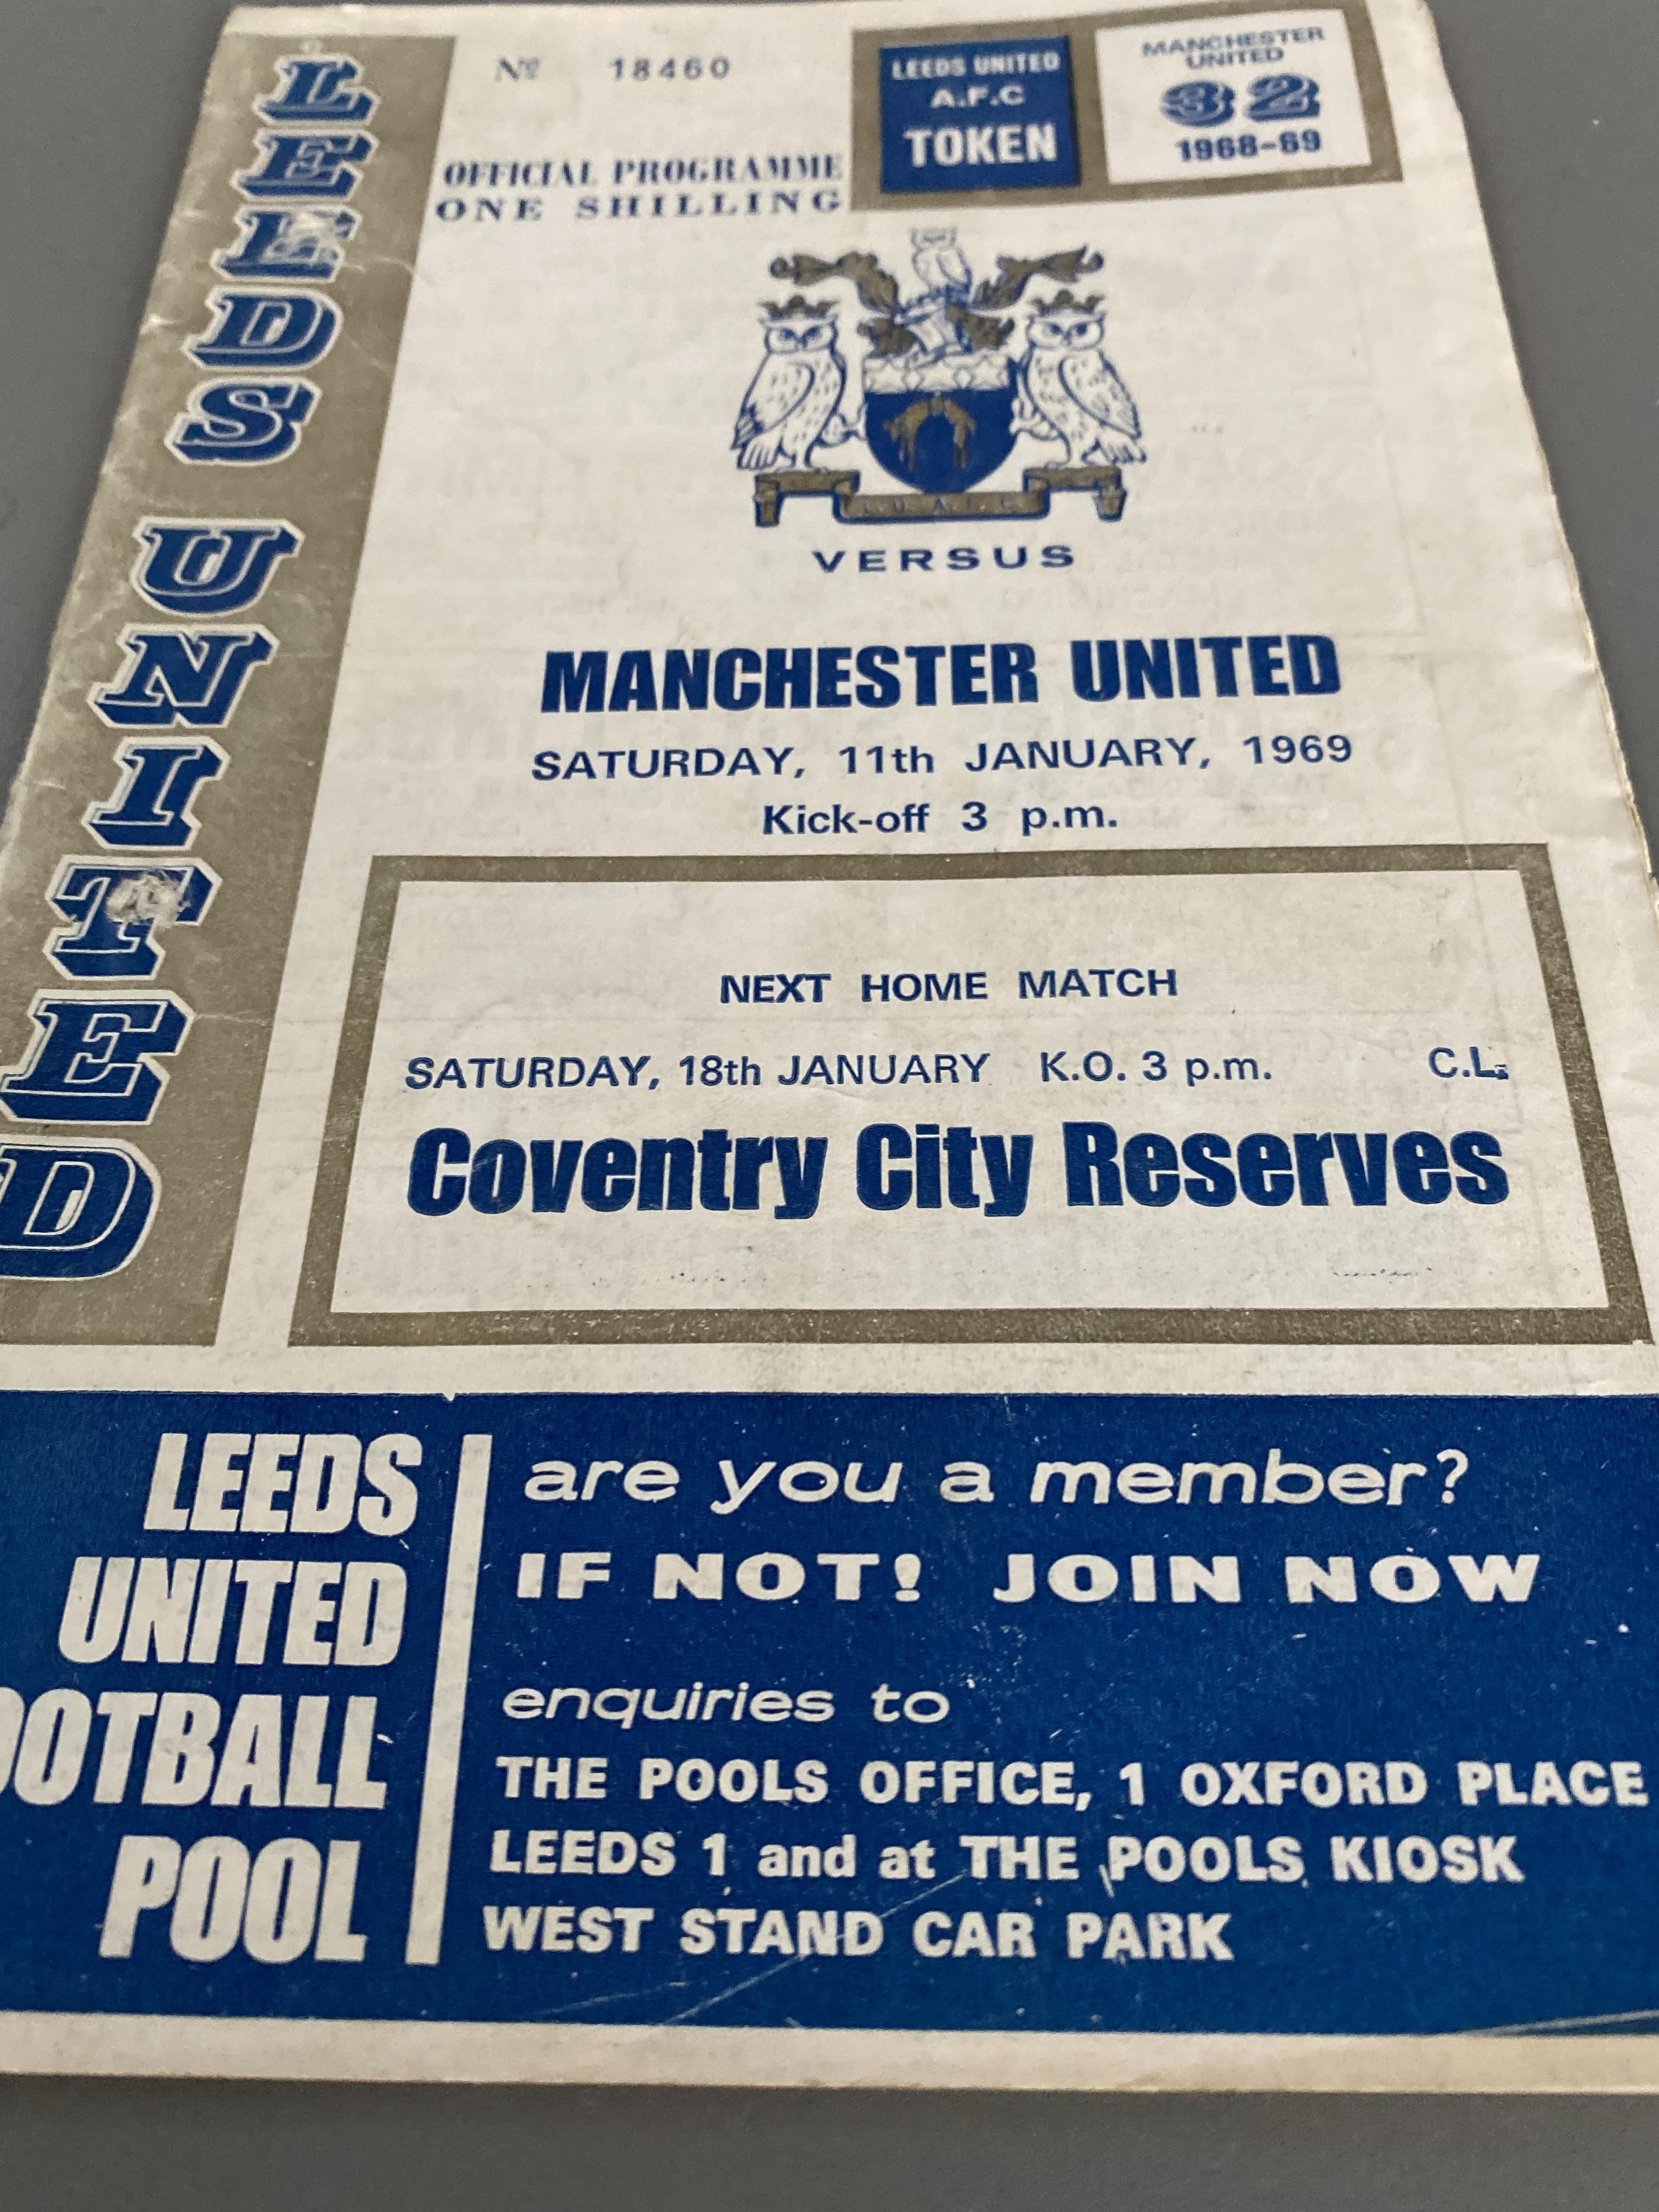 LEEDS UNITED
Nº 18460
OFFICIAL PROGRAMME
ONE SHILLING
LEEDS UNITED
A.F.C
TOKEN
MANCHESTER
UNITED
32
1968-69
VERSUS
MANCHESTER UNITED
SATURDAY, 11th JANUARY, 1969
Kick-off 3 p.m.
NEXT HOME MATCH
SATURDAY, 18th JANUARY K.O. 3 p.m. C.L.
Coventry City Reserves
LEEDS
UNITED
OOTBALL
POOL
are you a member?
IF NOT! JOIN NOW
enquiries to
THE POOLS OFFICE, 1 OXFORD PLACE
LEEDS 1 and at THE POOLS KIOSK
WEST STAND CAR PARK